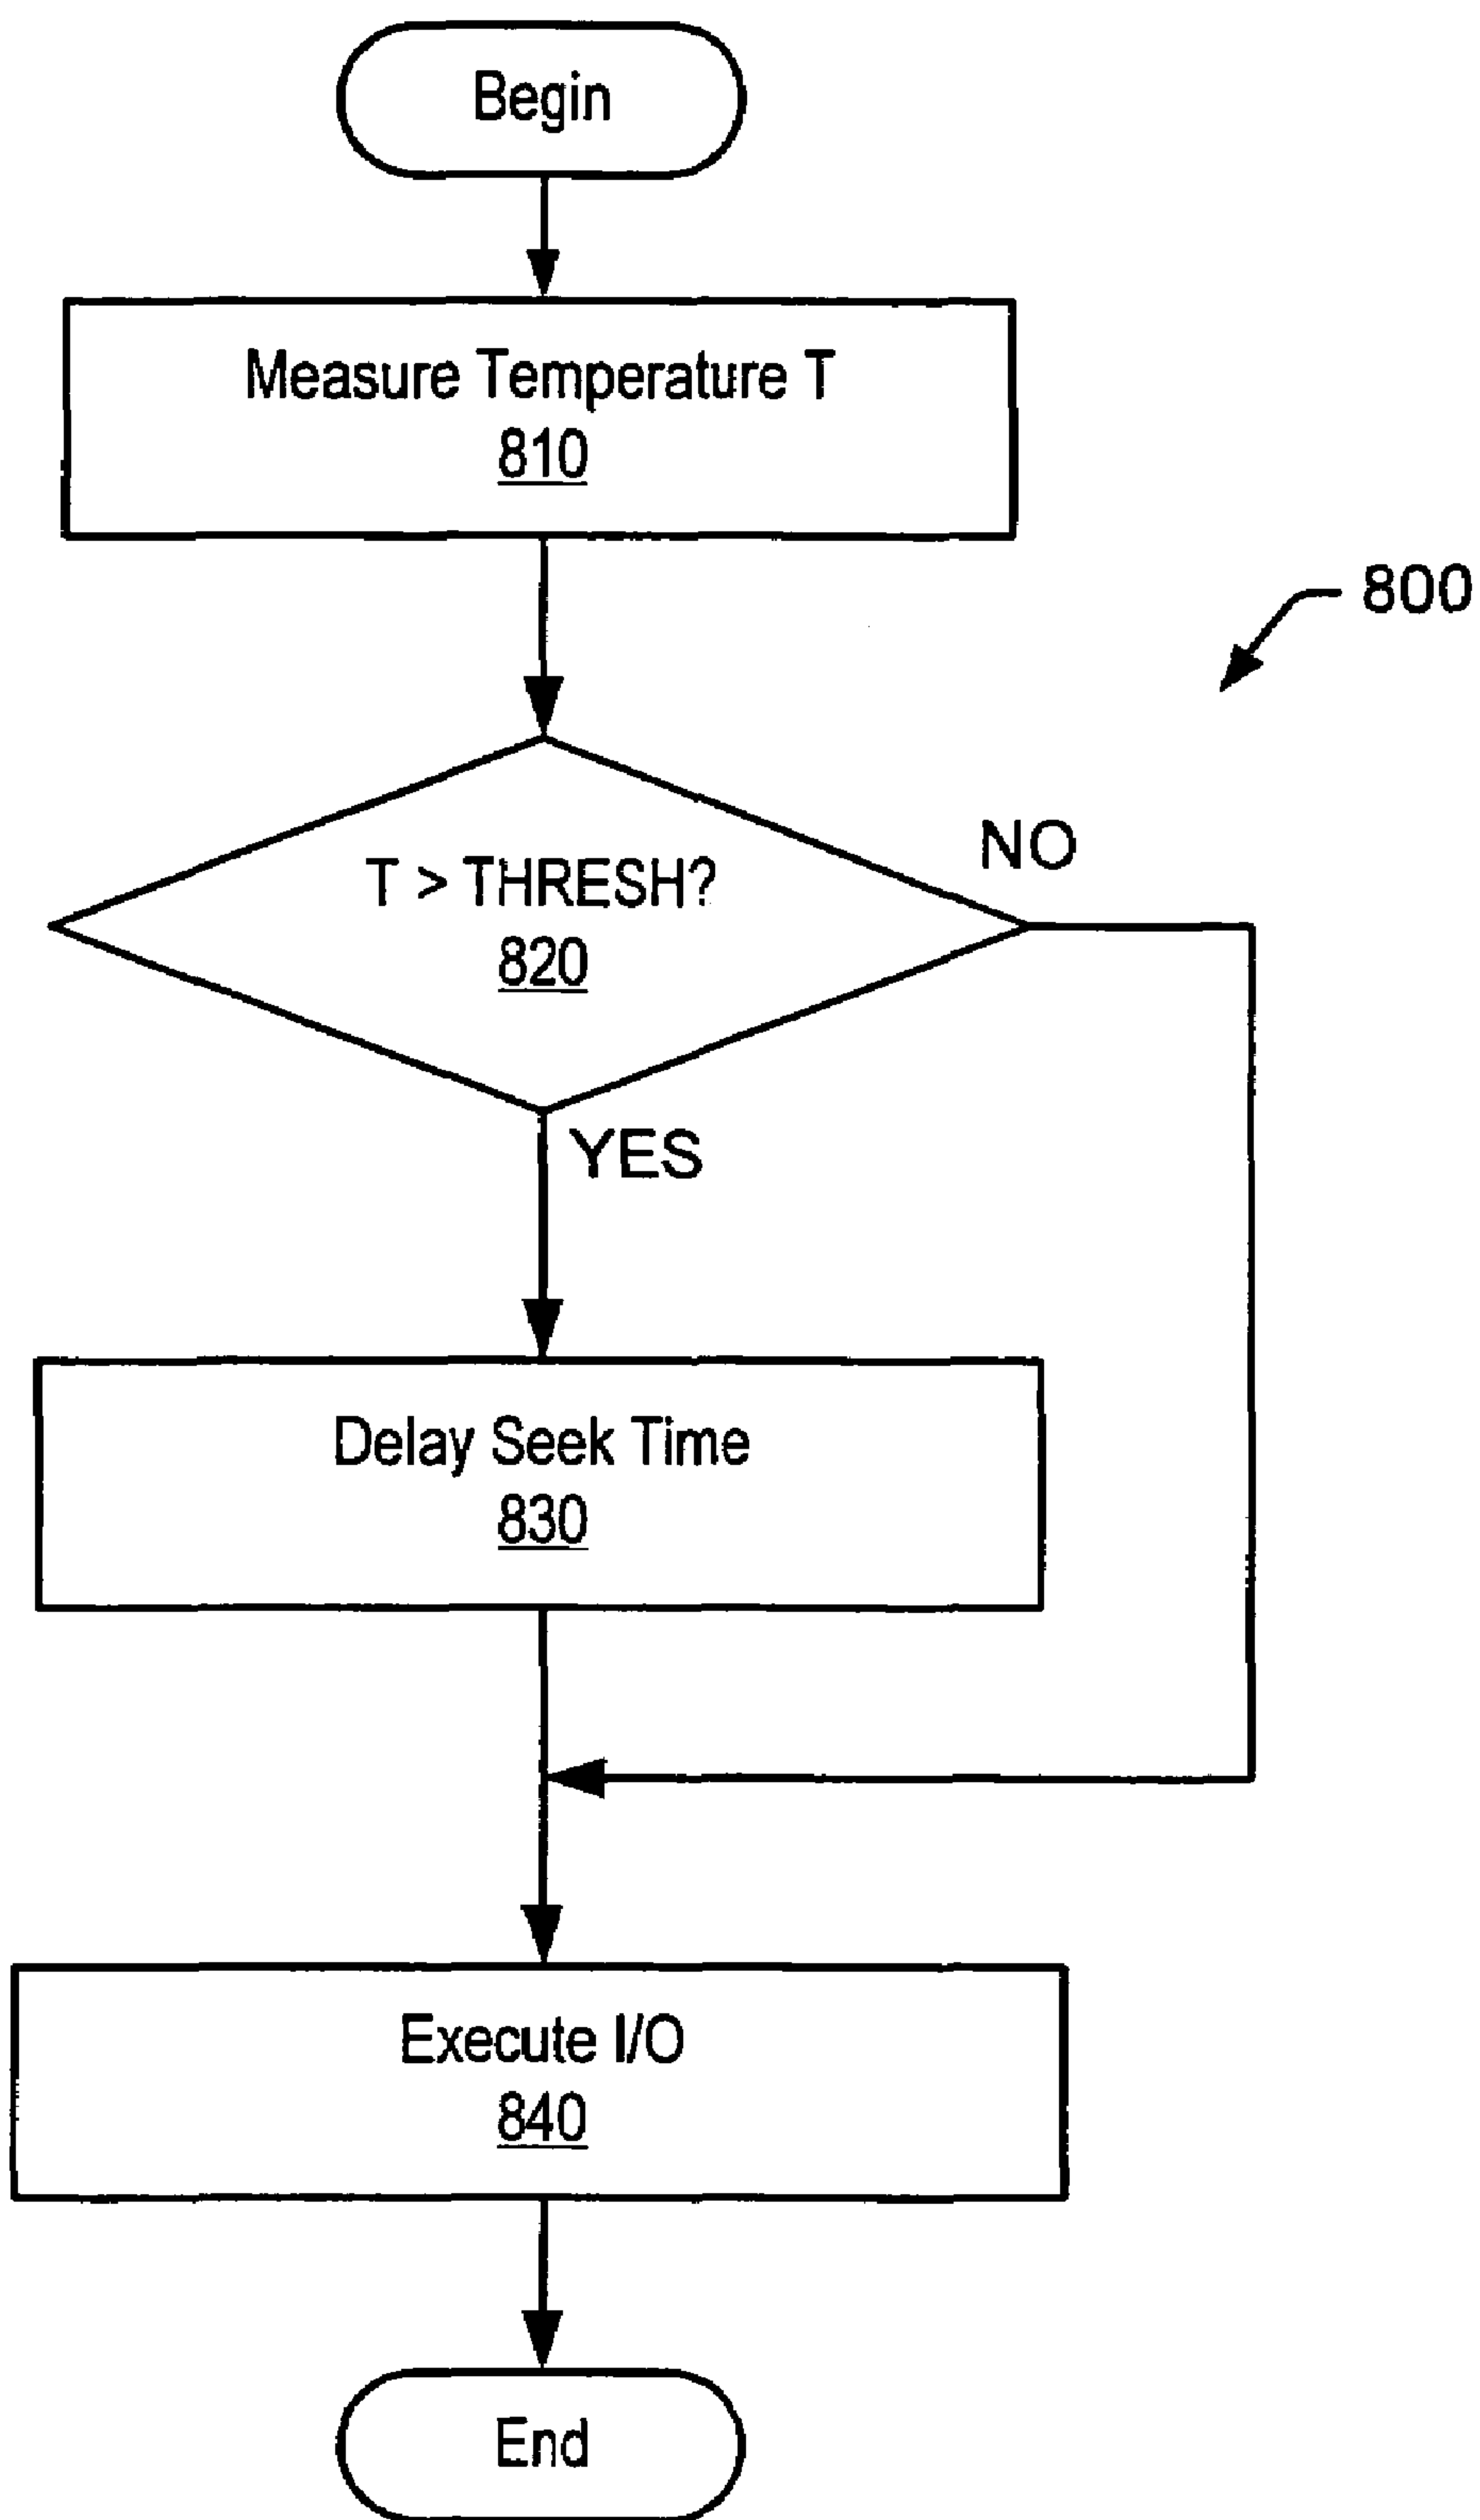 Begin
Measure Temperature T
810
800
T > THRESH?
820
NO
YES
Delay Seek Time
830
Execute I/O
840
End